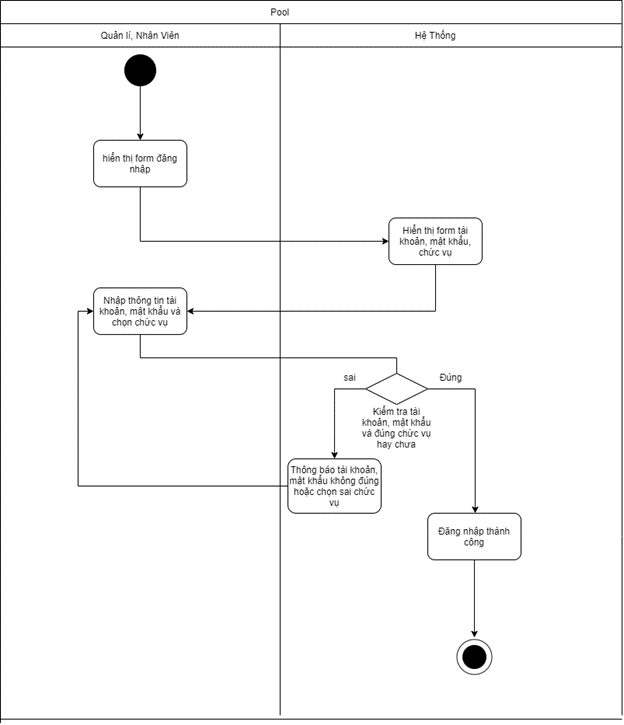 Pool
Quản lí, Nhân Viên
Hệ Thống
hiển thị form đăng
nhập
Hiển thị form tài
khoản, mật khẩu,
chức vụ
Nhập thông tin tài
khoản, mật khẩu và
chọn chức vụ
sai
Đúng
Kiểm tra tài
khoản, mật khẩu
và đúng chức vụ
hay chưa
Thông báo tài khoản,
mật khẩu không đúng
hoặc chọn sai chức
vụ
Đăng nhập thành
công